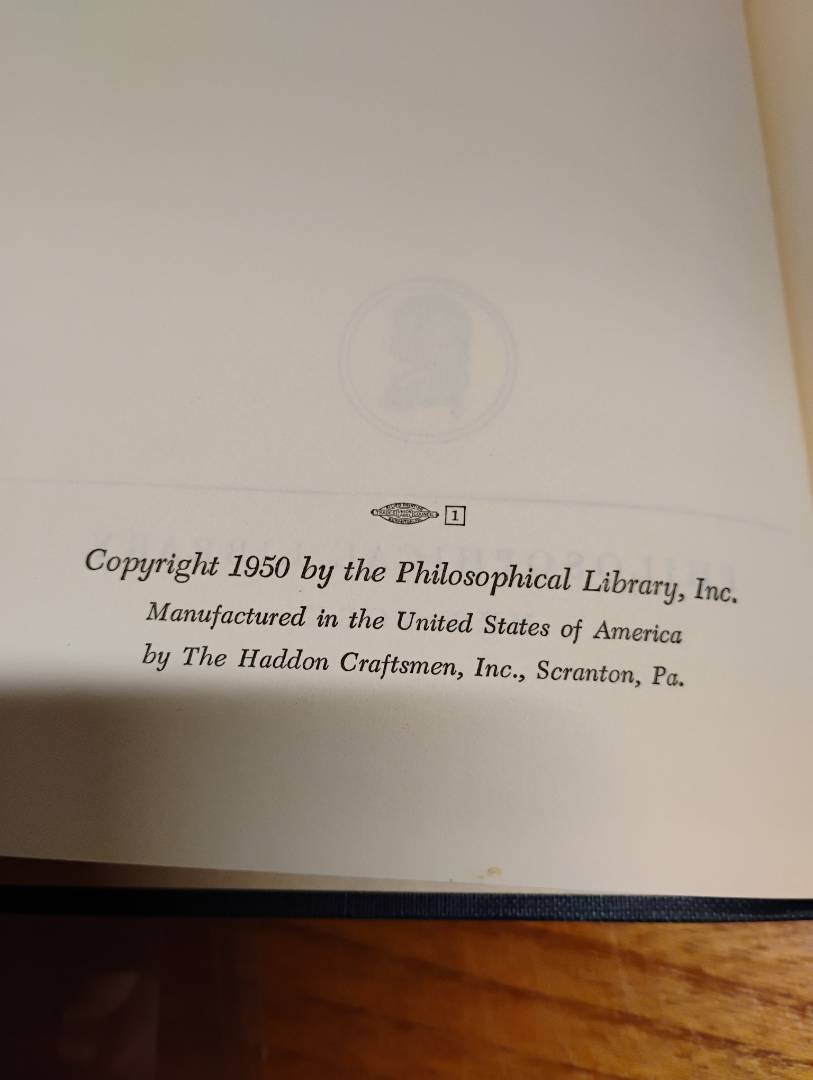 1
Copyright 1950 by the Philosophical Library, Inc.
Manufactured in the United States of America
by The Haddon Craftsmen, Inc., Scranton, Pa.